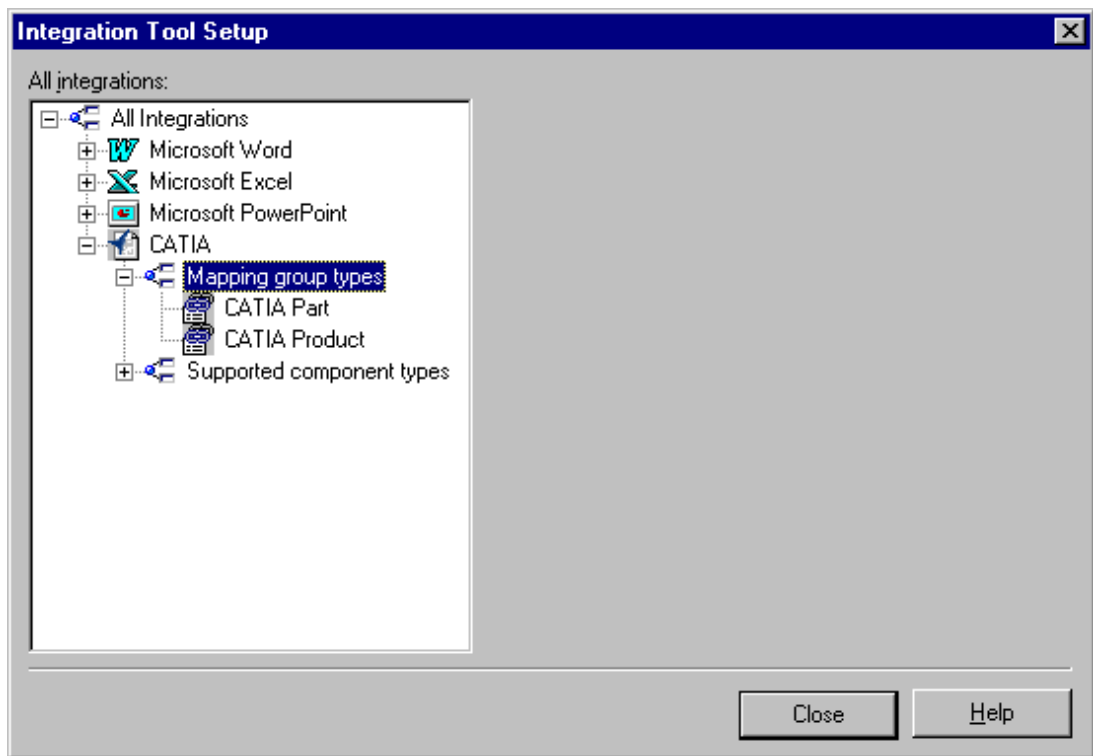 Integration Tool Setup
All integrations:
All Integrations
Microsoft Word
Microsoft Excel
Microsoft PowerPoint
CATIA
Mapping group types
CATIA Part
CATIA Product
Supported component types
Close
Help